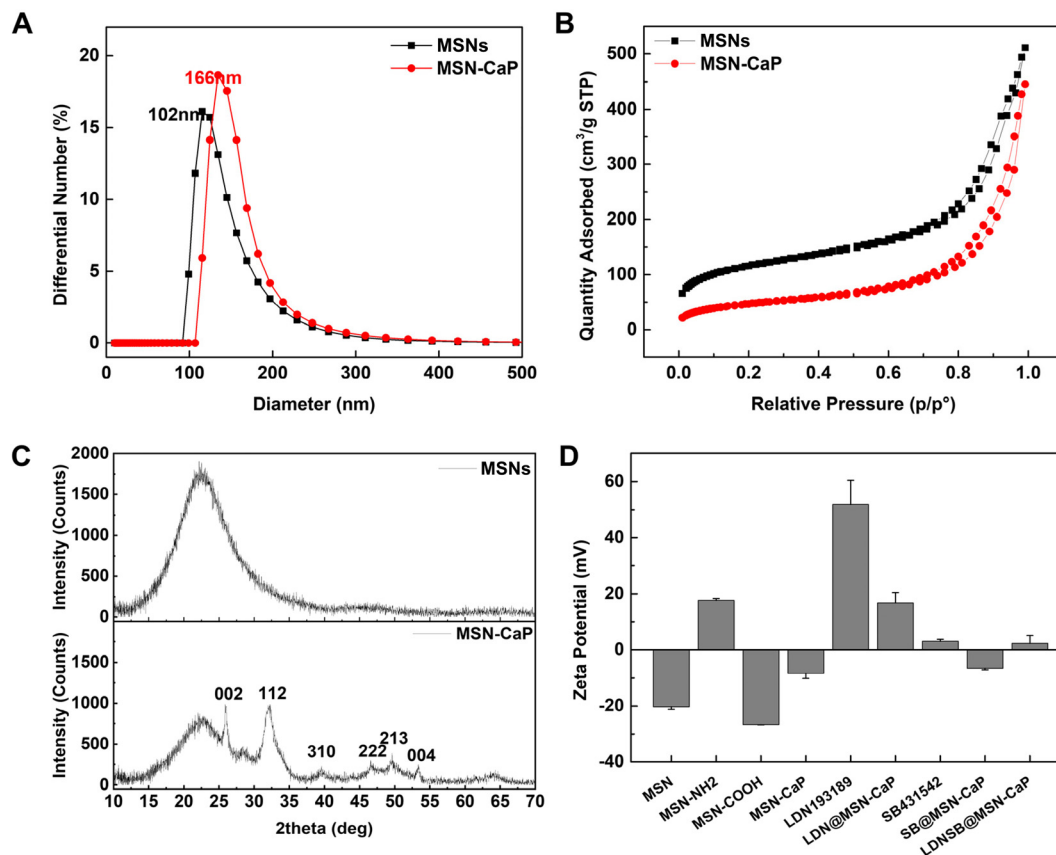 A
MSNs
MSN-CaP
166nm
102nm
20
15
10
5
0
0 100 200 300 400 500
Differential Number (%)
Diameter (nm)
B
MSNs
MSN-CaP
500
400
300
200
100
0
0.0 0.2 0.4 0.6 0.8 1.0
Quantity Adsorbed (cm³/g STP)
Relative Pressure (p/p°)
C
2000
1500
1000
500
0
Intensity (Counts)
MSNs
1500
1000
500
0
Intensity (Counts)
MSN-CaP
002 112
310 222 213 004
10 15 20 25 30 35 40 45 50 55 60 65 70
2theta (deg)
D
60
40
20
0
-20
-40
Zeta Potential (mV)
MSN
MSN-NH2
MSN-COOH
MSN-CaP
LDN193189
LDN@MSN-CaP
SB431542
SB@MSN-CaP
LDNSB@MSN-CaP